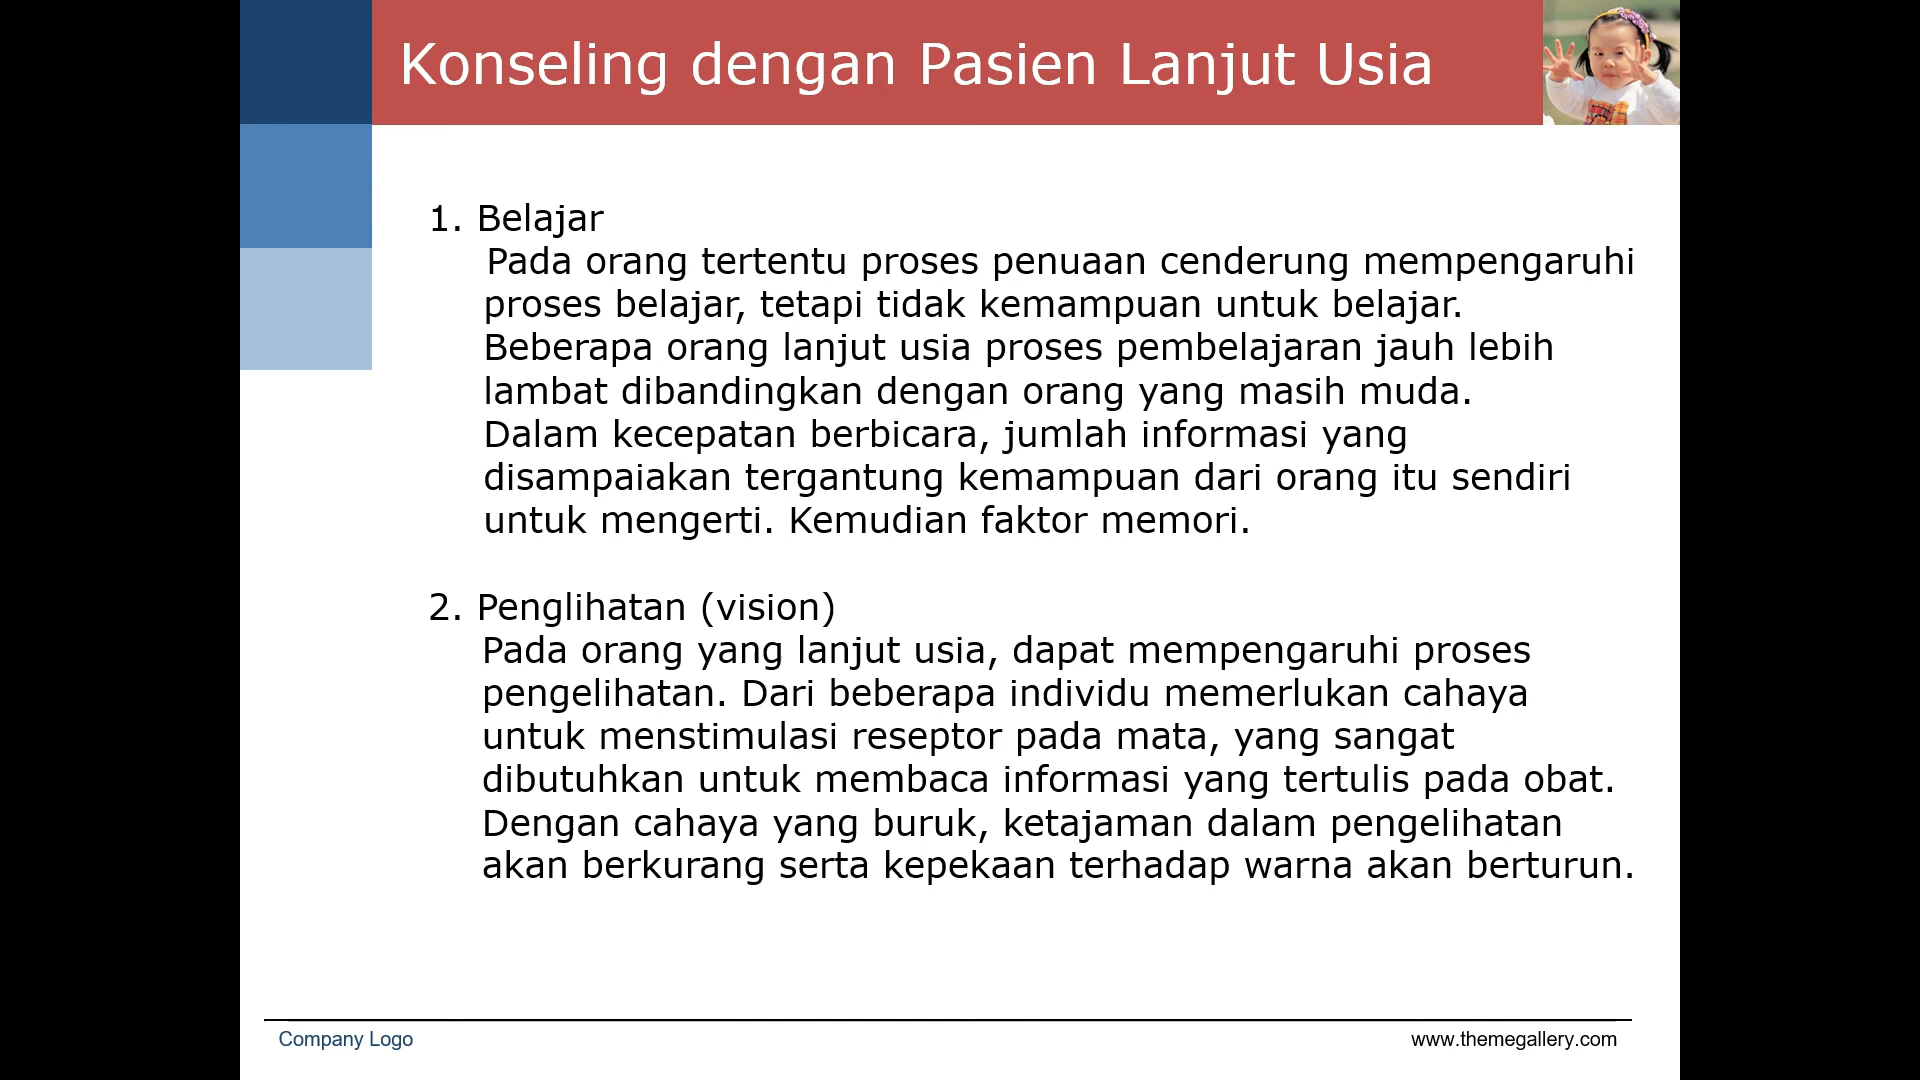 Konseling dengan Pasien Lanjut Usia
1. Belajar
Pada orang tertentu proses penuaan cenderung mempengaruhi
proses belajar, tetapi tidak kemampuan untuk belajar.
Beberapa orang lanjut usia proses pembelajaran jauh lebih
lambat dibandingkan dengan orang yang masih muda.
Dalam kecepatan berbicara, jumlah informasi yang
disampaiakan tergantung kemampuan dari orang itu sendiri
untuk mengerti. Kemudian faktor memori.
2. Penglihatan (vision)
Pada orang yang lanjut usia, dapat mempengaruhi proses
pengelihatan. Dari beberapa individu memerlukan cahaya
untuk menstimulasi reseptor pada mata, yang sangat
dibutuhkan untuk membaca informasi yang tertulis pada obat.
Dengan cahaya yang buruk, ketajaman dalam pengelihatan
akan berkurang serta kepekaan terhadap warna akan berturun.
Company Logo
www.themegallery.com